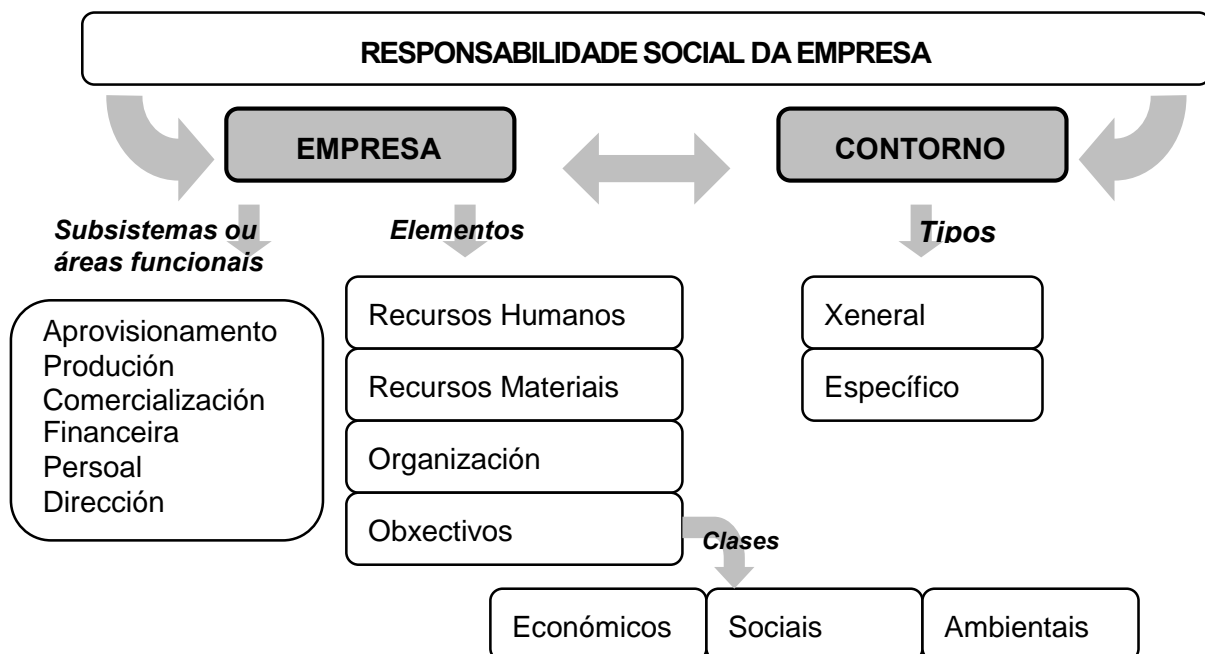 RESPONSABILIDADE SOCIAL DA EMPRESA
EMPRESA
CONTORNO
Subsistemas ou
áreas funcionais
Elementos
Tipos
Aprovisionamento
Produción
Comercialización
Financeira
Persoal
Dirección
Recursos Humanos
Recursos Materiais
Organización
Obxectivos
Xeneral
Específico
Clases
Económicos
Sociais
Ambientais